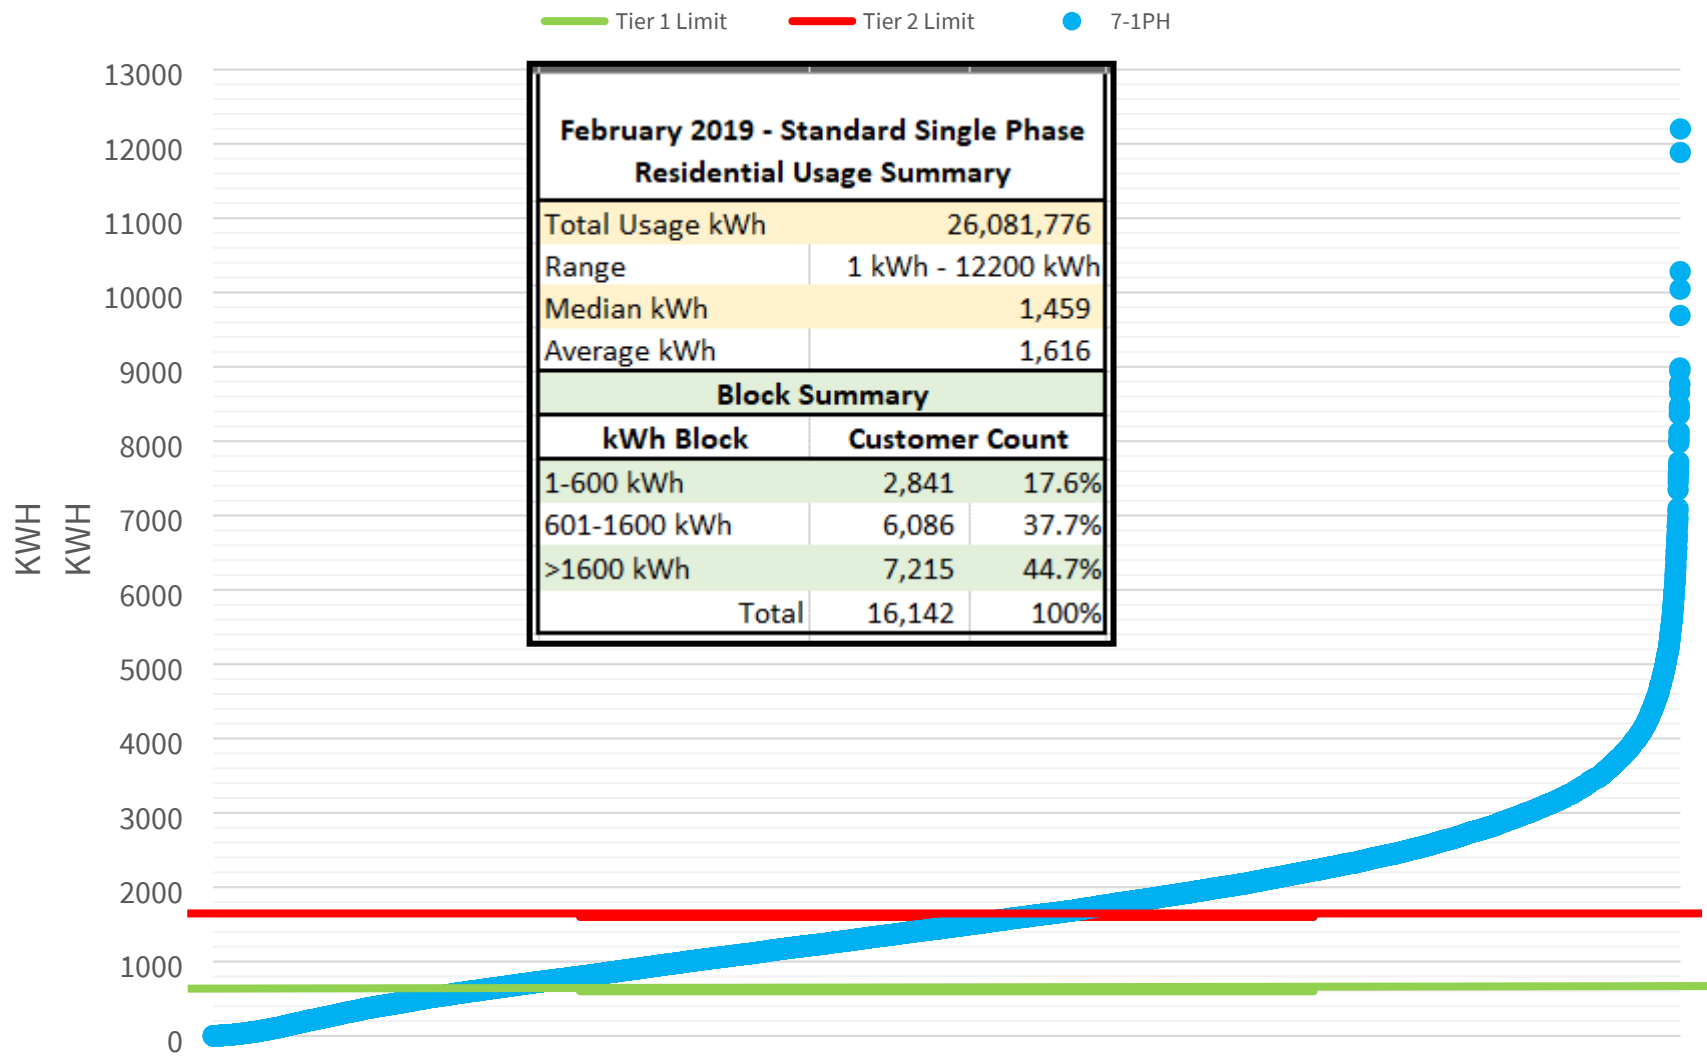 Tier 1 Limit Tier 2 Limit 7-1PH
13000
12000
11000
10000
9000
8000
7000
6000
5000
4000
3000
2000
1000
0
KWH
KWH
February 2019 - Standard Single Phase
Residential Usage Summary
Total Usage kWh 26,081,776
Range 1 kWh - 12200 kWh
Median kWh 1,459
Average kWh 1,616
Block Summary
kWh Block Customer Count
1-600 kWh 2,841 17.6%
601-1600 kWh 6,086 37.7%
>1600 kWh 7,215 44.7%
Total 16,142 100%